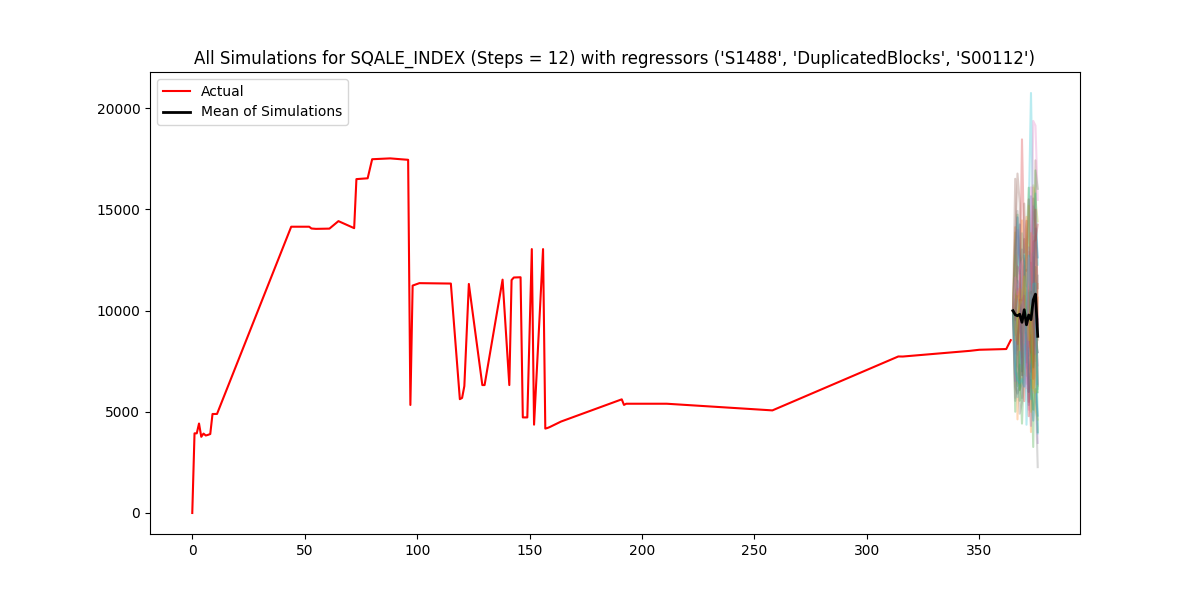 All Simulations for SQALE_INDEX (Steps = 12) with regressors ('S1488', 'DuplicatedBlocks', 'S00112')
Actual
Mean of Simulations
20000
15000
10000
5000
0
0 50 100 150 200 250 300 350